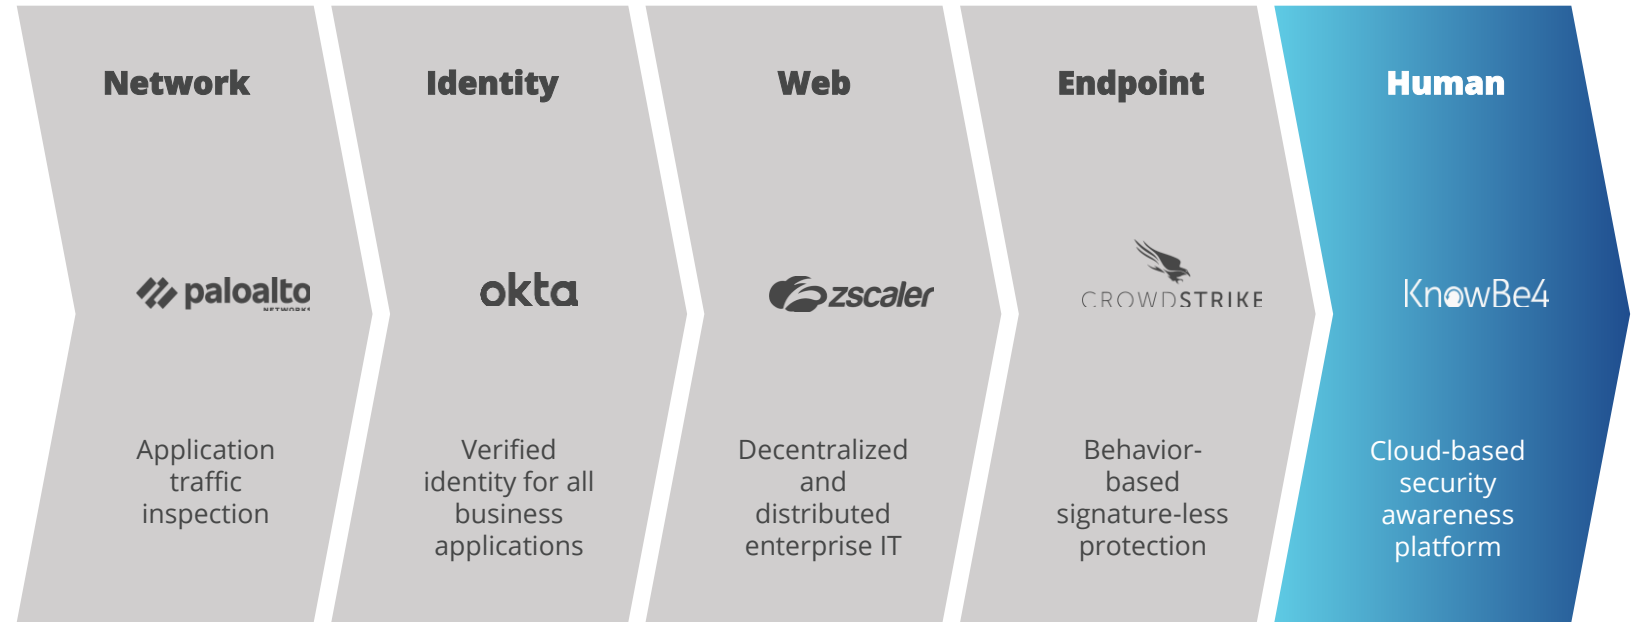 Network
paloalto
NETWORKS
Application
traffic
inspection
Identity
okta
Verified
identity for all
business
applications
Web
zscaler
Decentralized
and
distributed
enterprise IT
Endpoint
CROWDSTRIKE
Behavior-
based
signature-less
protection
Human
KnowBe4
Cloud-based
security
awareness
platform